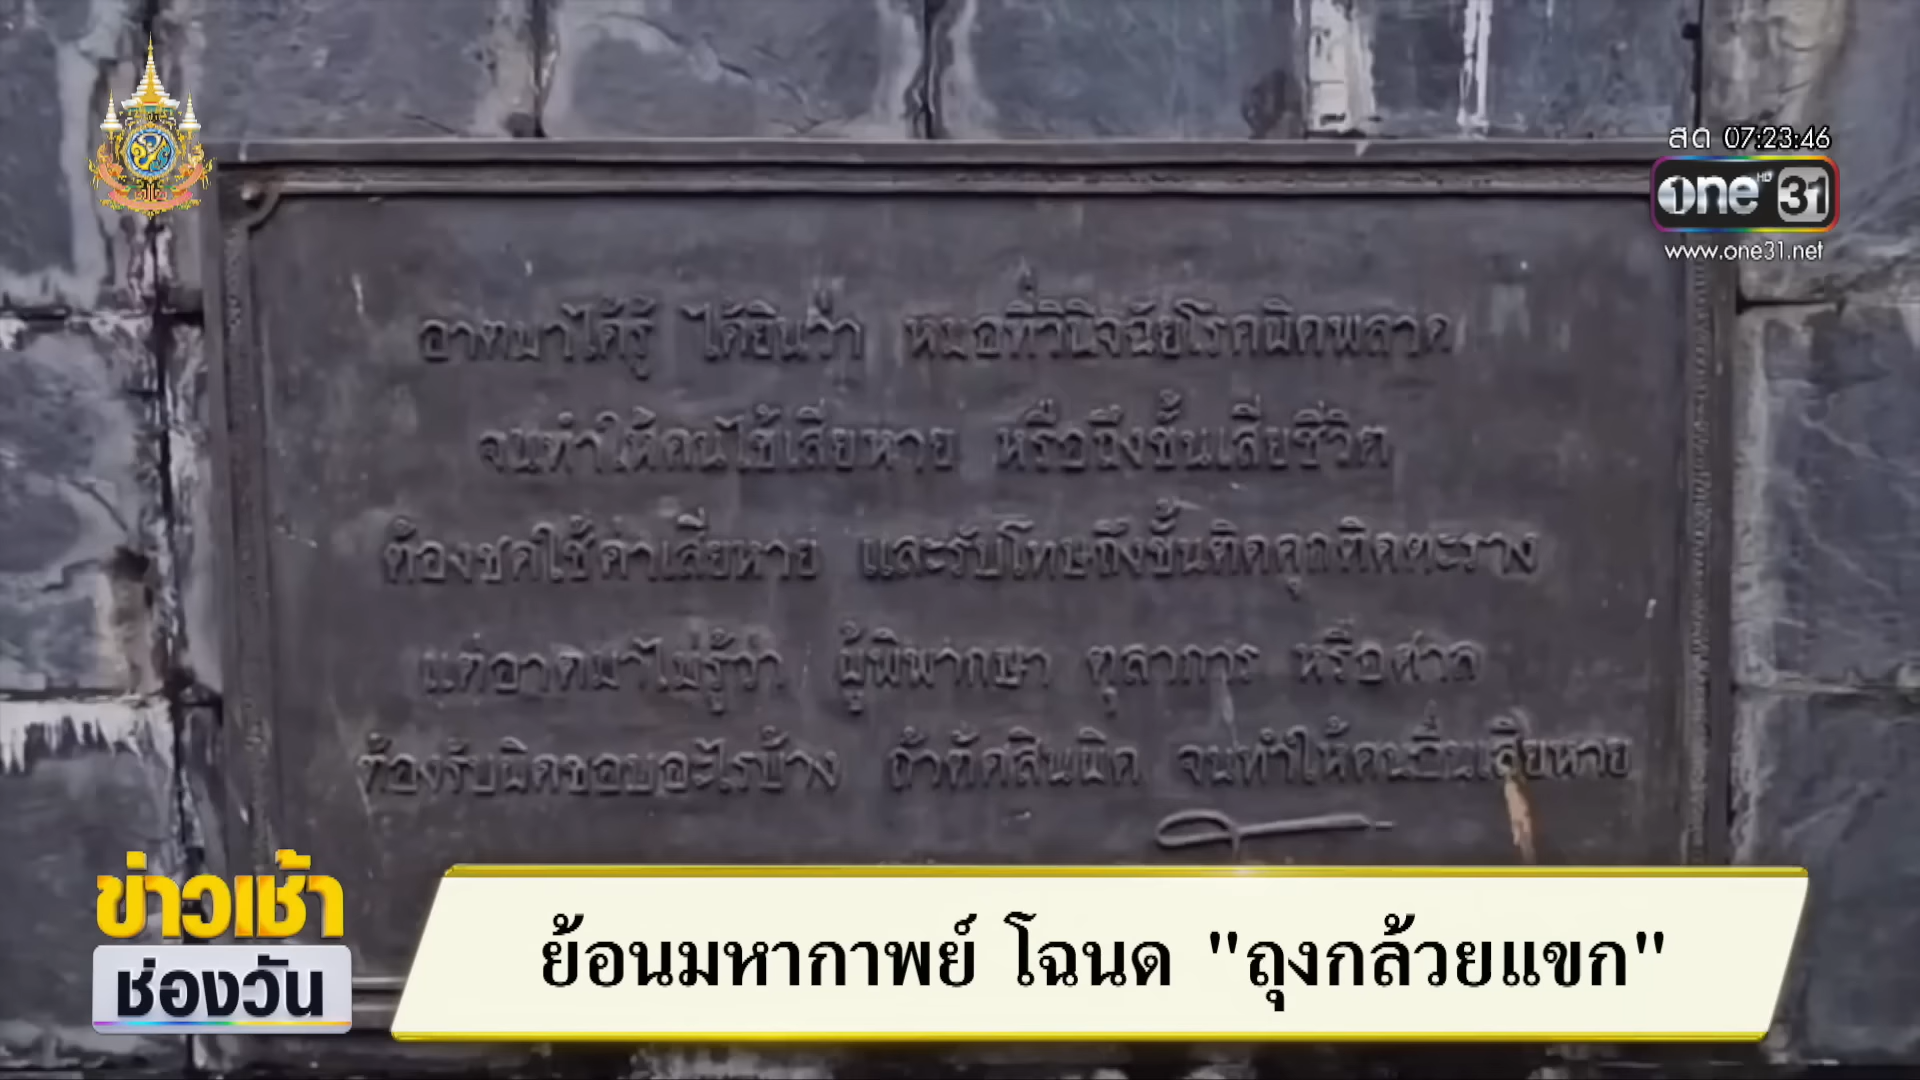 สด 07:23:46
one HD 31
www.one31.net
อาตมาได้รู้ ได้ยินว่า หมอที่วินิจฉัยโรคผิดพลาด
จนทำให้คนไข้เสียหาย หรือถึงขั้นเสียชีวิต
ต้องชดใช้ค่าเสียหาย และรับโทษถึงขั้นติดคุกติดตะราง
แต่อาตมาไม่รู้ว่า ผู้พิพากษา ตุลาการ หรือศาล
ต้องรับผิดชอบอะไรบ้าง ถ้าตัดสินผิด จนทำให้คนอื่นเสียหาย
ข่าวเช้า
ช่องวัน
ย้อนมหากาพย์ โฉนด "ถุงกล้วยแขก"